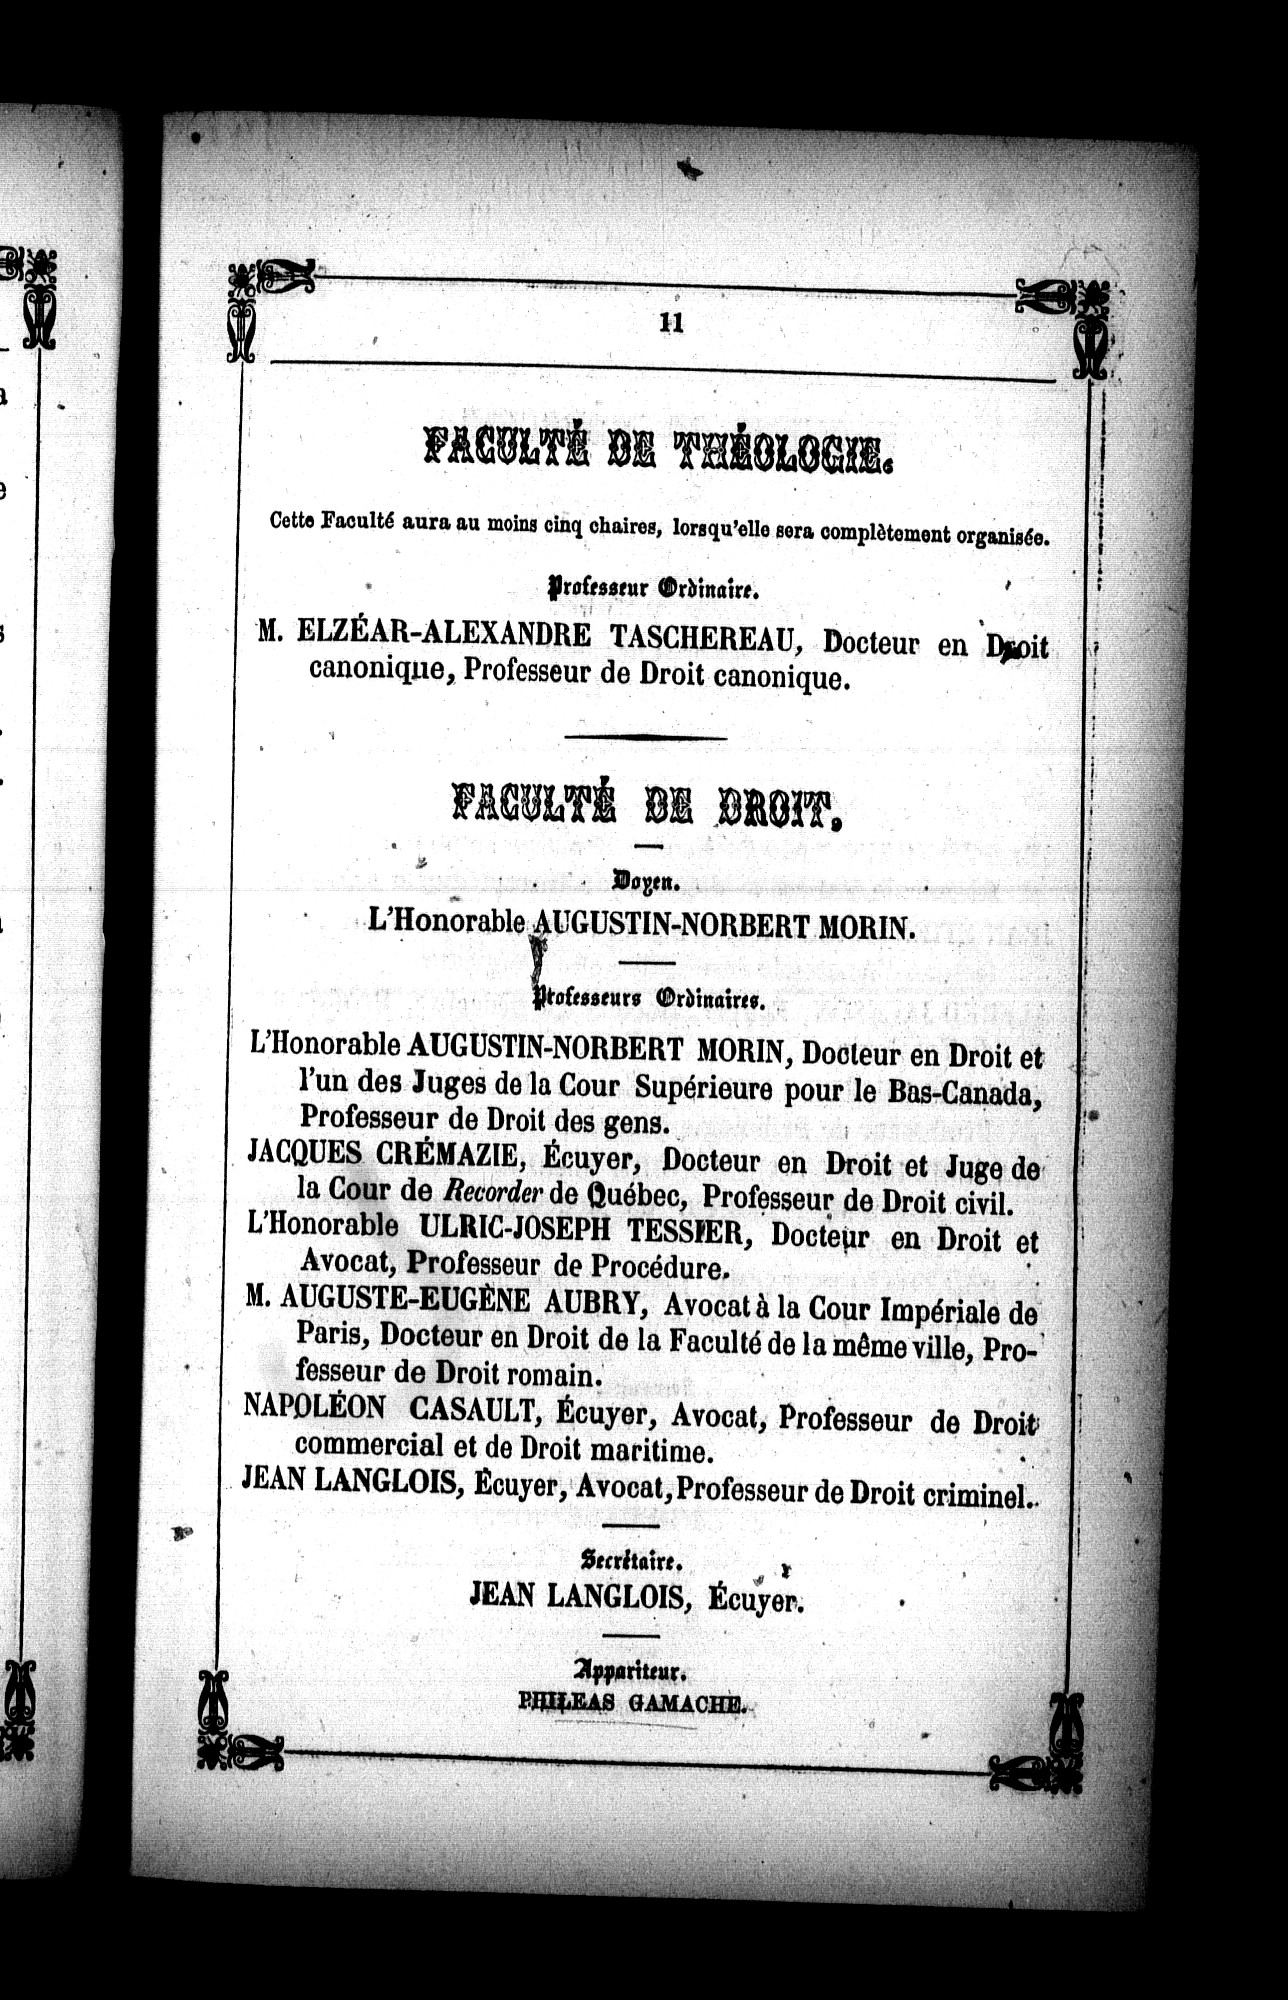 11
FACULTÉ DE THÉOLOGIE.
Cette Faculté aura au moins cinq chaires, lorsqu'elle sera complètement organisée.
Professeur Ordinaire.
M. ELZÉAR-ALEXANDRE TASCHEREAU, Docteur en Droit
canonique, Professeur de Droit canonique.
FACULTÉ DE DROIT.
Doyen.
L'Honorable AUGUSTIN-NORBERT MORIN.
Professeurs Ordinaires.
L'Honorable AUGUSTIN-NORBERT MORIN, Docteur en Droit et
l'un des Juges de la Cour Supérieure pour le Bas-Canada,
Professeur de Droit des gens.
JACQUES CRÉMAZIE, Écuyer, Docteur en Droit et Juge de
la Cour de Recorder de Québec, Professeur de Droit civil.
L'Honorable ULRIC-JOSEPH TESSIER, Docteur en Droit et
Avocat, Professeur de Procédure.
M. AUGUSTE-EUGÈNE AUBRY, Avocat à la Cour Impériale de
Paris, Docteur en Droit de la Faculté de la même ville, Pro-
fesseur de Droit romain.
NAPOLÉON CASAULT, Écuyer, Avocat, Professeur de Droit
commercial et de Droit maritime.
JEAN LANGLOIS, Écuyer, Avocat, Professeur de Droit criminel.
Secrétaire.
JEAN LANGLOIS, Écuyer.
Appariteur.
PHILEAS GAMACHE.